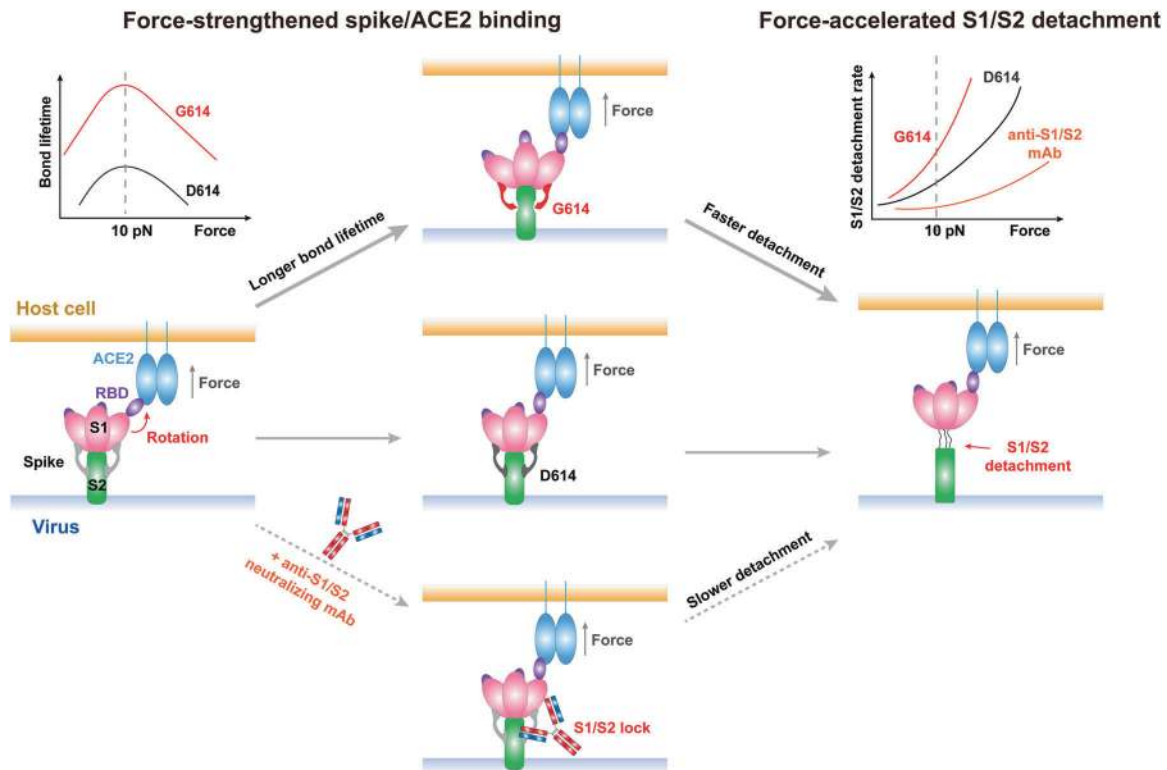 Force-strengthened spike/ACE2 binding
Force-accelerated S1/S2 detachment
Bond lifetime
G614
D614
10 pN
Force
Force
G614
S1/S2 detachment rate
D614
G614
anti-S1/S2
mAb
10 pN
Force
Longer bond lifetime
Faster detachment
Host cell
ACE2
Force
RBD
S1
Rotation
Spike
S2
Virus
Force
D614
Force
S1/S2
detachment
+ anti-S1/S2
neutralizing mAb
Slower detachment
Force
S1/S2 lock